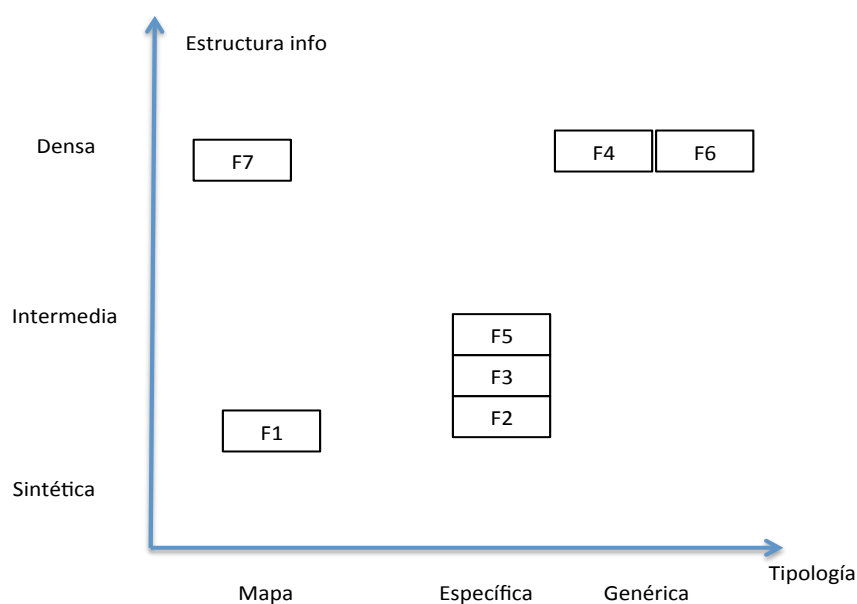 Estructura info
Densa
F7
F4
F6
Intermedia
F5
F3
F2
F1
Sintética
Tipología
Mapa
Específica
Genérica